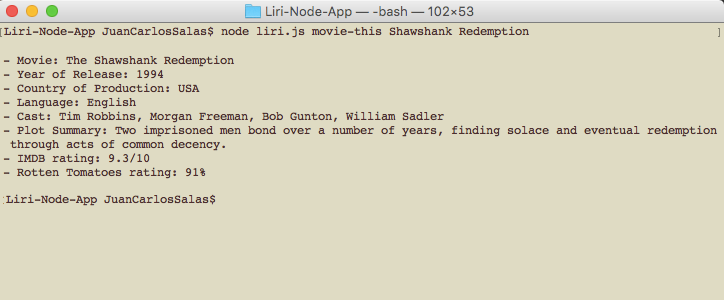 Liri-Node-App — -bash — 102×53
[Liri-Node-App JuanCarlosSalas$ node liri.js movie-this Shawshank Redemption ]
- Movie: The Shawshank Redemption
- Year of Release: 1994
- Country of Production: USA
- Language: English
- Cast: Tim Robbins, Morgan Freeman, Bob Gunton, William Sadler
- Plot Summary: Two imprisoned men bond over a number of years, finding solace and eventual redemption
through acts of common decency.
- IMDB rating: 9.3/10
- Rotten Tomatoes rating: 91%
Liri-Node-App JuanCarlosSalas$